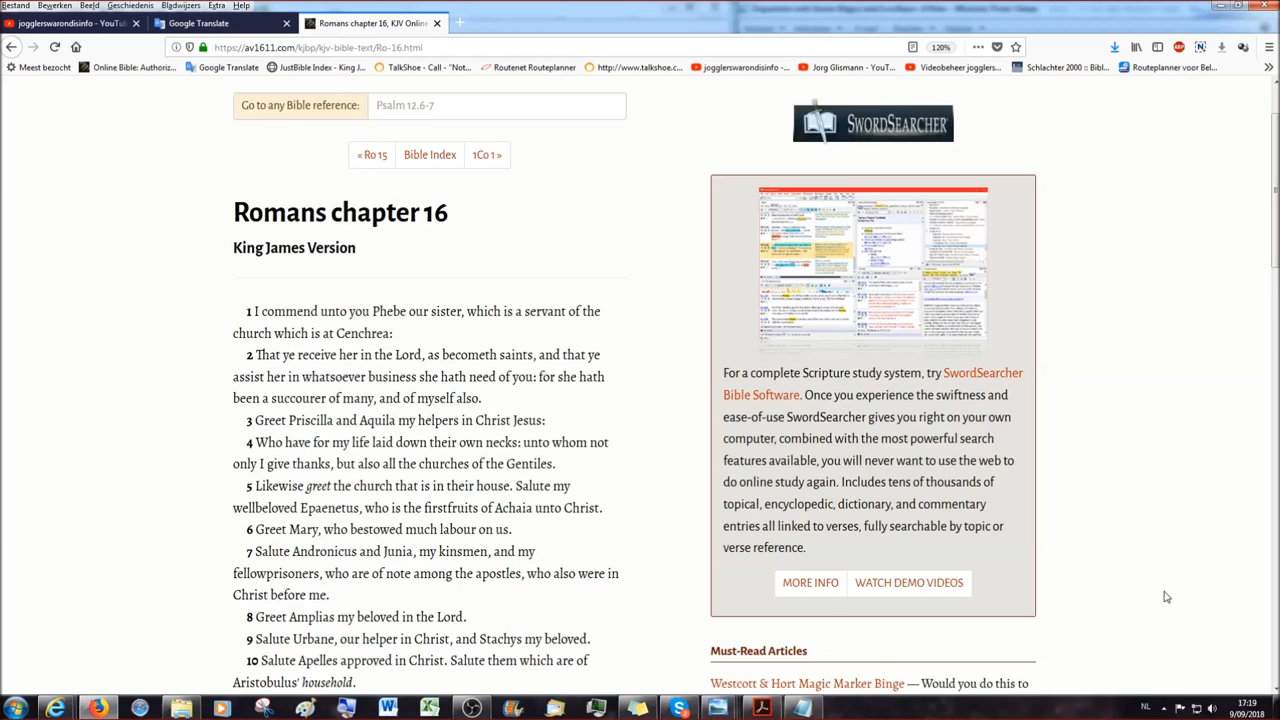 Bestand Bewerken Beeld Geschiedenis Bladwijzers Extra Help
jogglerswarondisinfo - YouTu Google Translate Romans chapter 16, KJV Online
https://av1611.com/kjbp/kjv-bible-text/Ro-16.html 120%
Meest bezocht Online Bible: Authoriz... Google Translate JustBible Index - King J... TalkShoe - Call - "Not... Routenet Routeplanner http://www.talkshoe.c... jogglerswarondisinfo ... Jorg Glismann – YouT... Videobeheer jogglers... Schlachter 2000 :: Bibl... Routeplanner voor Bel...
Go to any Bible reference: Psalm 12.6-7
SWORDSEARCHER
« Ro 15 Bible Index 1Co 1 »
Romans chapter 16
King James Version
commend unto you Phebe our sister, which is a servant of the
church which is at Cenchrea:
2 That ye receive her in the Lord, as becometh saints, and that ye
assist her in whatsoever business she hath need of you: for she hath
been a succourer of many, and of myself also.
3 Greet Priscilla and Aquila my helpers in Christ Jesus:
4 Who have for my life laid down their own necks: unto whom not
only I give thanks, but also all the churches of the Gentiles.
5 Likewise greet the church that is in their house. Salute my
wellbeloved Epaenetus, who is the firstfruits of Achaia unto Christ.
6 Greet Mary, who bestowed much labour on us.
7 Salute Andronicus and Junia, my kinsmen, and my
fellowprisoners, who are of note among the apostles, who also were in
Christ before me.
8 Greet Amplias my beloved in the Lord.
9 Salute Urbane, our helper in Christ, and Stachys my beloved.
10 Salute Apelles approved in Christ. Salute them which are of
Aristobulus' household.
For a complete Scripture study system, try SwordSearcher
Bible Software. Once you experience the swiftness and
ease-of-use SwordSearcher gives you right on your own
computer, combined with the most powerful search
features available, you will never want to use the web to
do online study again. Includes tens of thousands of
topical, encyclopedic, dictionary, and commentary
entries all linked to verses, fully searchable by topic or
verse reference.
MORE INFO WATCH DEMO VIDEOS
Must-Read Articles
Westcott & Hort Magic Marker Binge — Would you do this to
NL 17:19
9/09/2018